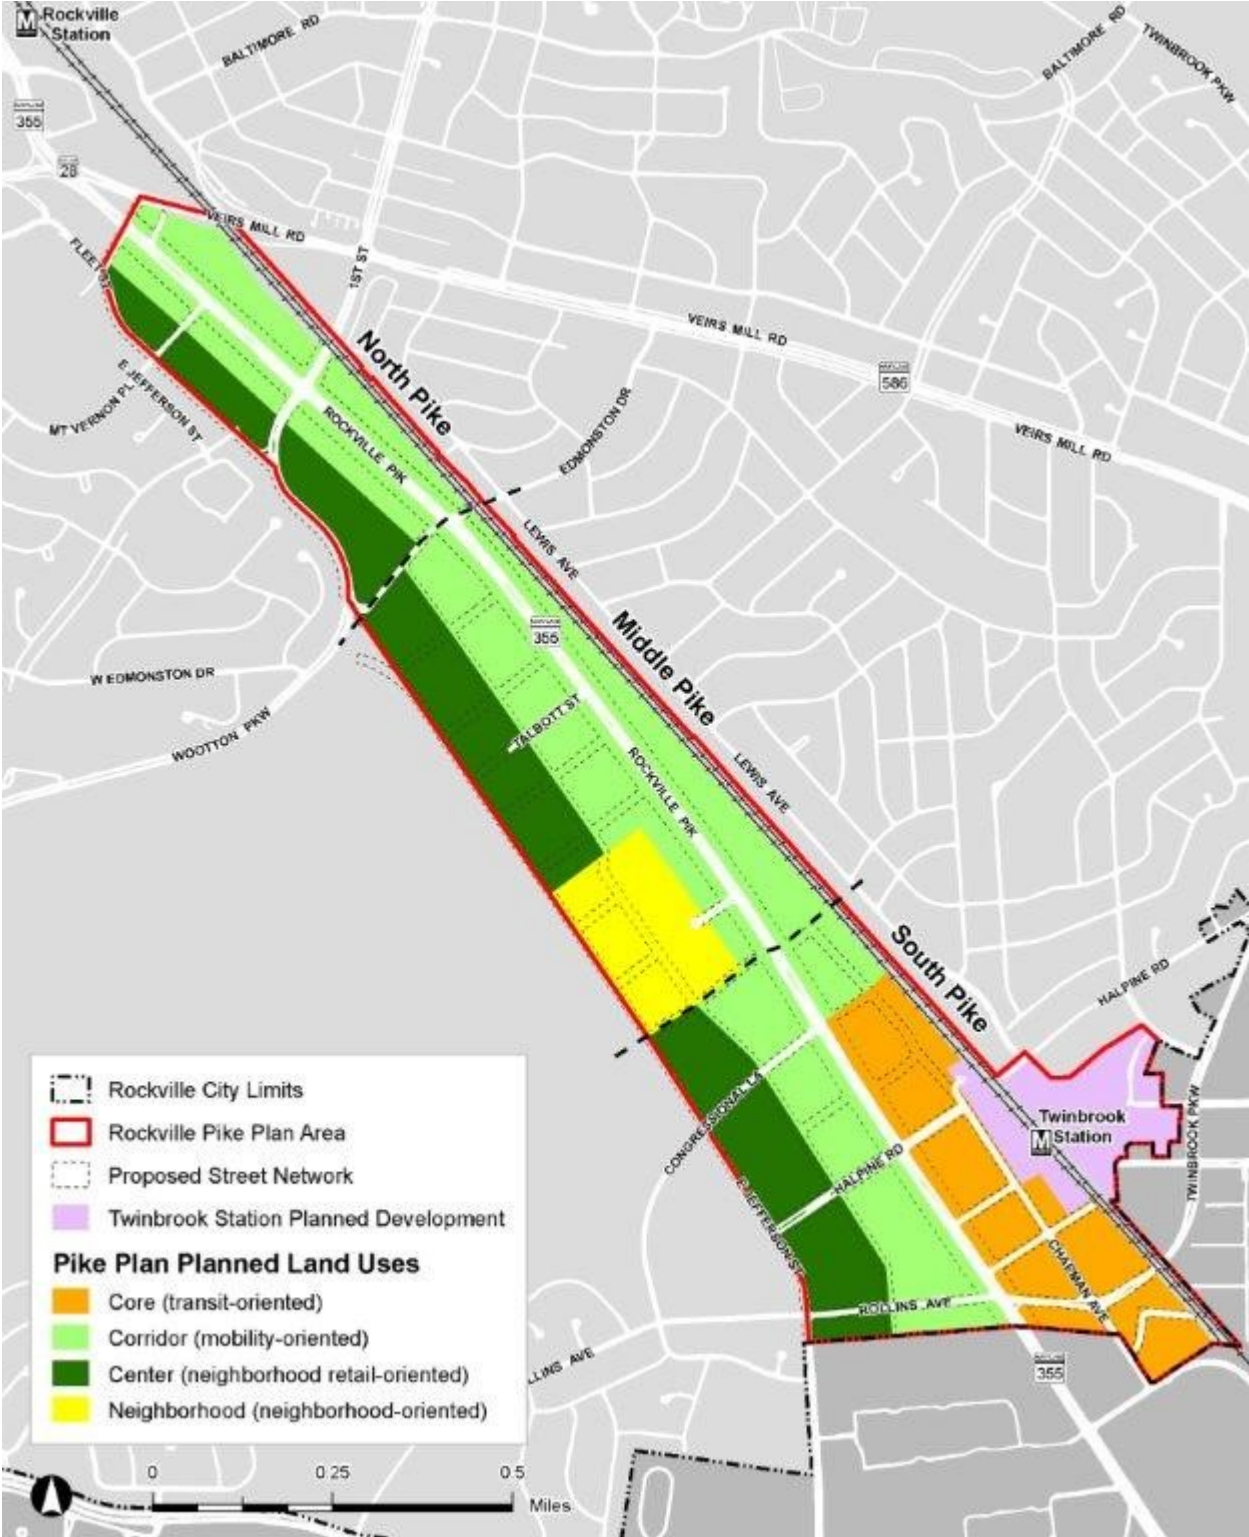 M Rockville
Station
BALTIMORE RD
BALTIMORE RD
TWINBROOK PKW
355
28
VEIRS MILL RD
FLEET ST
1ST ST
VEIRS MILL RD
586
North Pike
E JEFFERSON ST
MT VERNON PL
ROCKVILLE PIK
EDMONSTON DR
VEIRS MILL RD
LEWIS AVE
355
Middle Pike
W EDMONSTON DR
WOOTTON PKW
TALBOTT ST
ROCKVILLE PIK
LEWIS AVE
South Pike
HALPINE RD
CONGRESSIONAL LA
Twinbrook
M Station
TWINBROOK PKW
HALPINE RD
E JEFFERSON ST
CHAPMAN AVE
ROLLINS AVE
LLINS AVE
355
Rockville City Limits
Rockville Pike Plan Area
Proposed Street Network
Twinbrook Station Planned Development
Pike Plan Planned Land Uses
Core (transit-oriented)
Corridor (mobility-oriented)
Center (neighborhood retail-oriented)
Neighborhood (neighborhood-oriented)
0 0.25 0.5
Miles